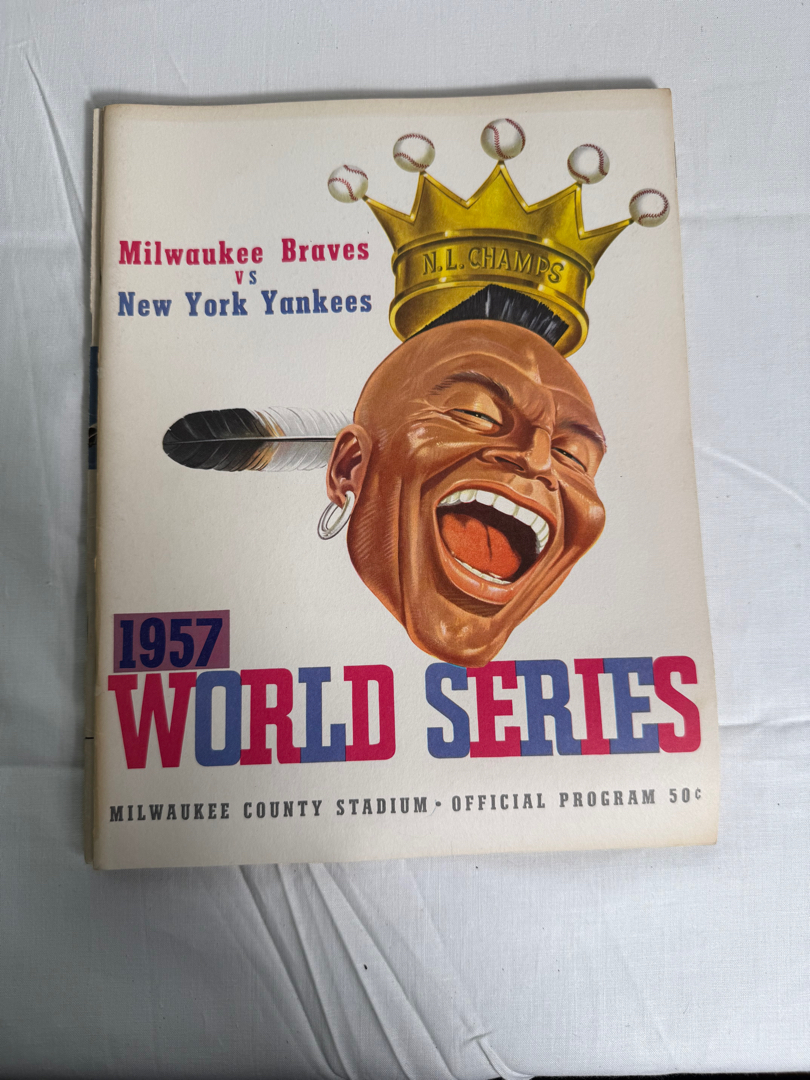 N.L. CHAMPS
Milwaukee Braves
VS
New York Yankees
1957
WORLD SERIES
MILWAUKEE COUNTY STADIUM • OFFICIAL PROGRAM 50¢